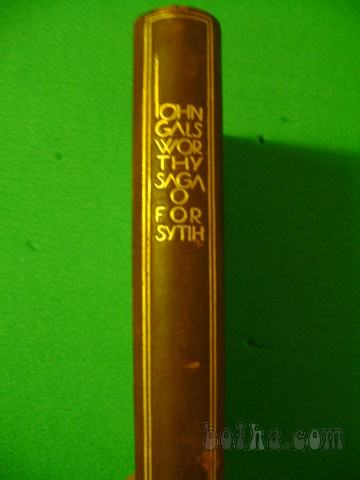 JOHN
GALS
WOR
THY
SAGA
O
FOR
SYTIH
bolha.com